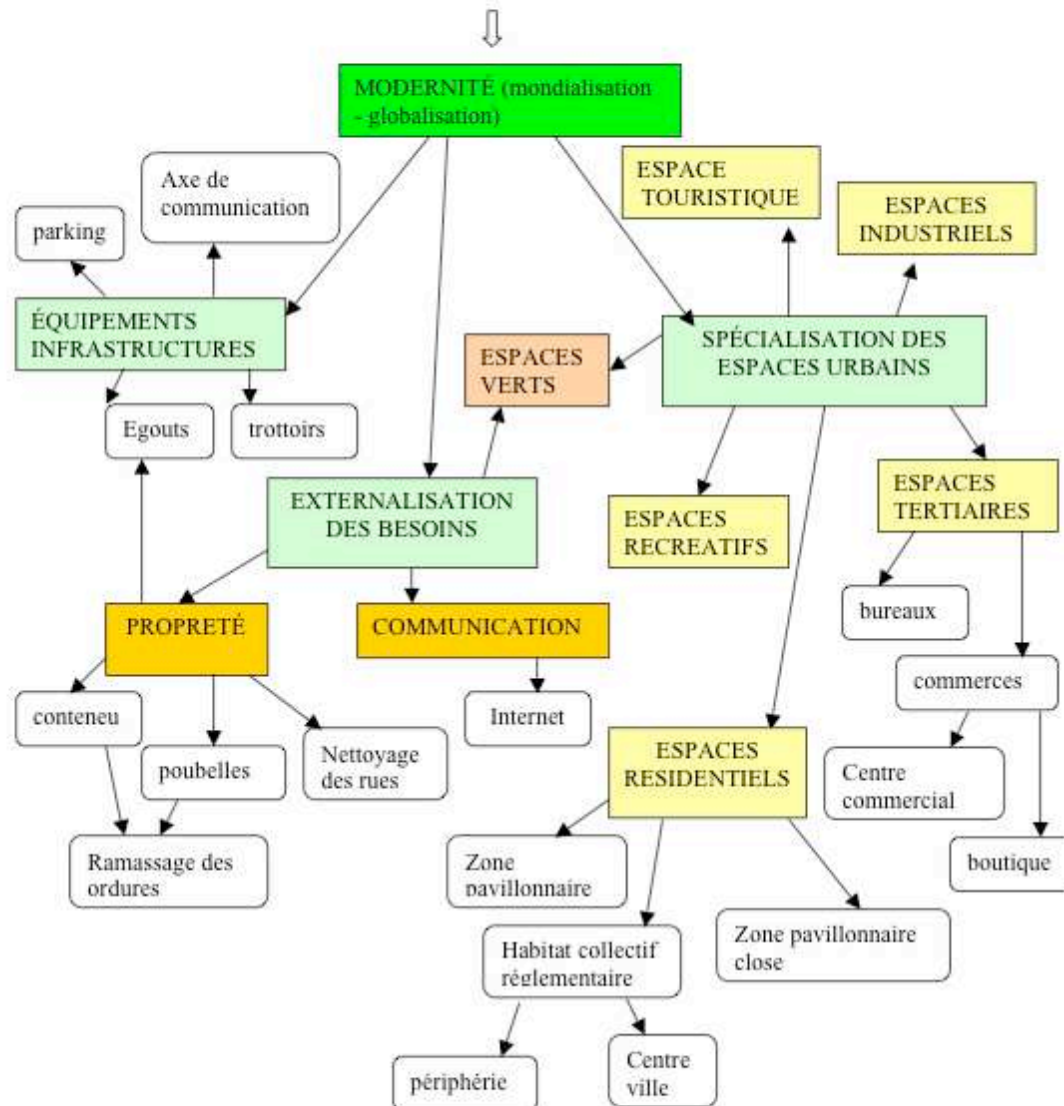 MODERNITÉ (mondialisation
- globalisation)
Axe de
communication
ESPACE
TOURISTIQUE
ESPACES
INDUSTRIELS
parking
ÉQUIPEMENTS
INFRASTRUCTURES
ESPACES
VERTS
SPÉCIALISATION DES
ESPACES URBAINS
Egouts
trottoirs
EXTERNALISATION
DES BESOINS
ESPACES
RECREATIFS
ESPACES
TERTIAIRES
PROPRETÉ
COMMUNICATION
bureaux
conteneu
poubelles
Nettoyage
des rues
Internet
ESPACES
RESIDENTIELS
commerces
Centre
commercial
Ramassage des
ordures
Zone
pavillonnaire
boutique
Habitat collectif
réglementaire
Zone pavillonnaire
close
périphérie
Centre
ville